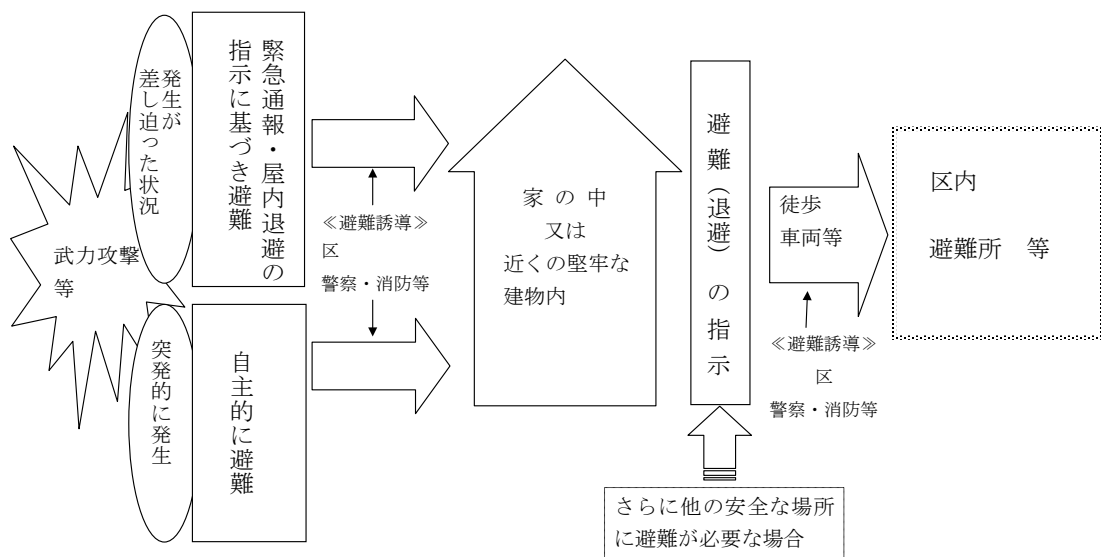 武力攻撃
等
発生が
差し迫った状況
緊急通報・屋内退避の
指示に基づき避難
突発的に発生
自主的に避難
≪避難誘導≫
区
警察・消防等
家の中
又は
近くの堅牢な
建物内
避難(退避)の指示
さらに他の安全な場所
に避難が必要な場合
徒歩
車両等
≪避難誘導≫
区
警察・消防等
区内
避難所 等